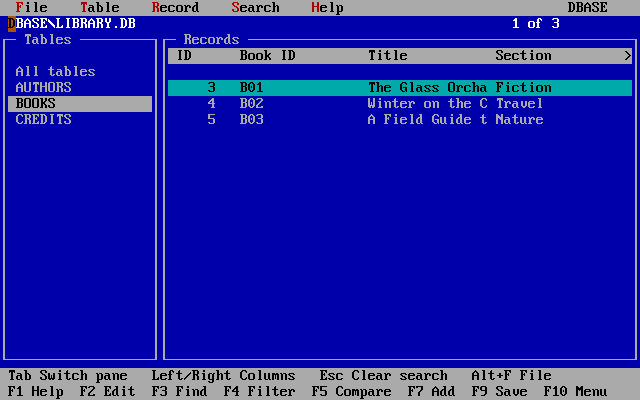 File Table Record Search Help DBASE
DBASE\LIBRARY.DB 1 of 3
Tables
All tables
AUTHORS
BOOKS
CREDITS
Records
ID Book ID Title Section >
3 B01 The Glass Orcha Fiction
4 B02 Winter on the C Travel
5 B03 A Field Guide t Nature
Tab Switch pane Left/Right Columns Esc Clear search Alt+F File
F1 Help F2 Edit F3 Find F4 Filter F5 Compare F7 Add F9 Save F10 Menu